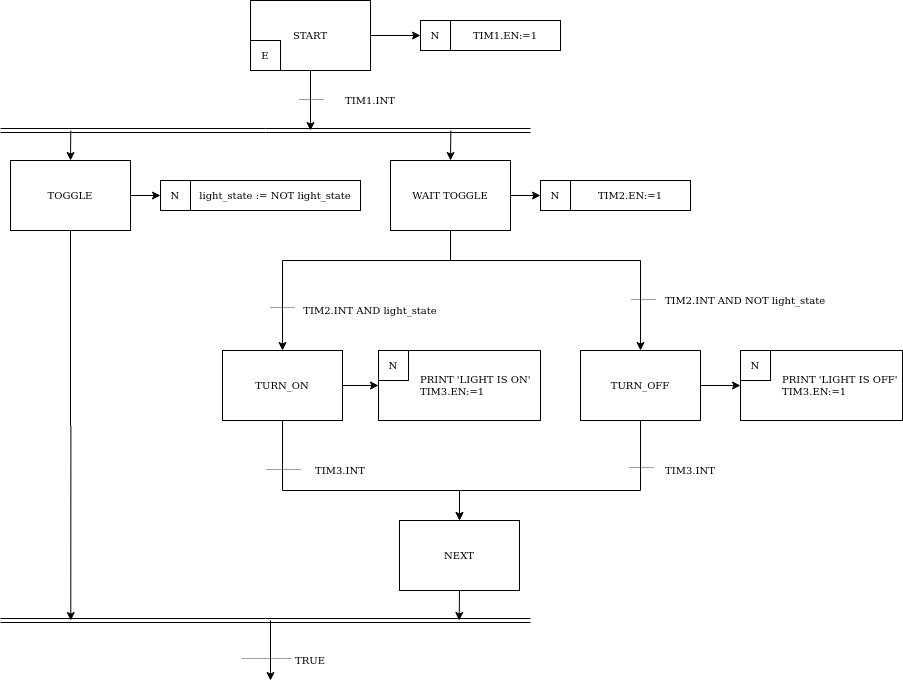 START
E
N
TIM1.EN:=1
TIM1.INT
TOGGLE
N
light_state := NOT light_state
WAIT TOGGLE
N
TIM2.EN:=1
TIM2.INT AND light_state
TIM2.INT AND NOT light_state
TURN_ON
N
PRINT 'LIGHT IS ON'
TIM3.EN:=1
TURN_OFF
N
PRINT 'LIGHT IS OFF'
TIM3.EN:=1
TIM3.INT
TIM3.INT
NEXT
TRUE